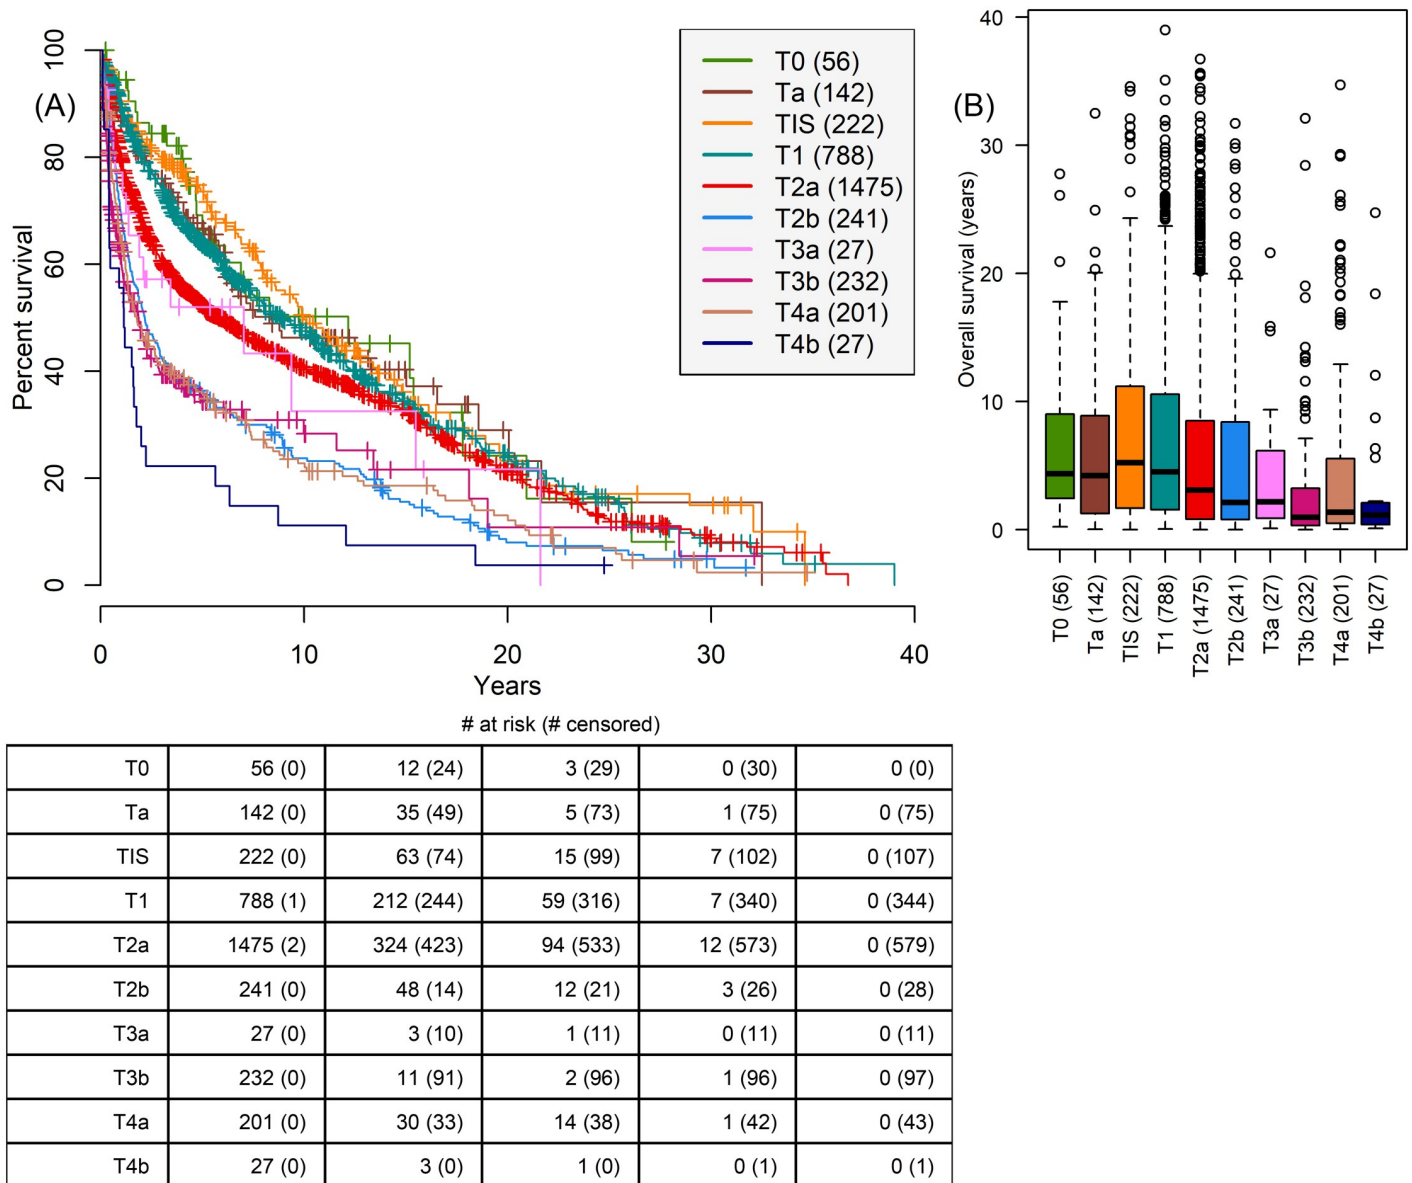 (A)
Percent survival
100
80
60
40
20
0
0 10 20 30 40
Years
T0 (56)
Ta (142)
TIS (222)
T1 (788)
T2a (1475)
T2b (241)
T3a (27)
T3b (232)
T4a (201)
T4b (27)
(B)
Overall survival (years)
40
30
20
10
0
T0 (56)
Ta (142)
TIS (222)
T1 (788)
T2a (1475)
T2b (241)
T3a (27)
T3b (232)
T4a (201)
T4b (27)
# at risk (# censored)
T0 56 (0) 12 (24) 3 (29) 0 (30) 0 (0)
Ta 142 (0) 35 (49) 5 (73) 1 (75) 0 (75)
TIS 222 (0) 63 (74) 15 (99) 7 (102) 0 (107)
T1 788 (1) 212 (244) 59 (316) 7 (340) 0 (344)
T2a 1475 (2) 324 (423) 94 (533) 12 (573) 0 (579)
T2b 241 (0) 48 (14) 12 (21) 3 (26) 0 (28)
T3a 27 (0) 3 (10) 1 (11) 0 (11) 0 (11)
T3b 232 (0) 11 (91) 2 (96) 1 (96) 0 (97)
T4a 201 (0) 30 (33) 14 (38) 1 (42) 0 (43)
T4b 27 (0) 3 (0) 1 (0) 0 (1) 0 (1)